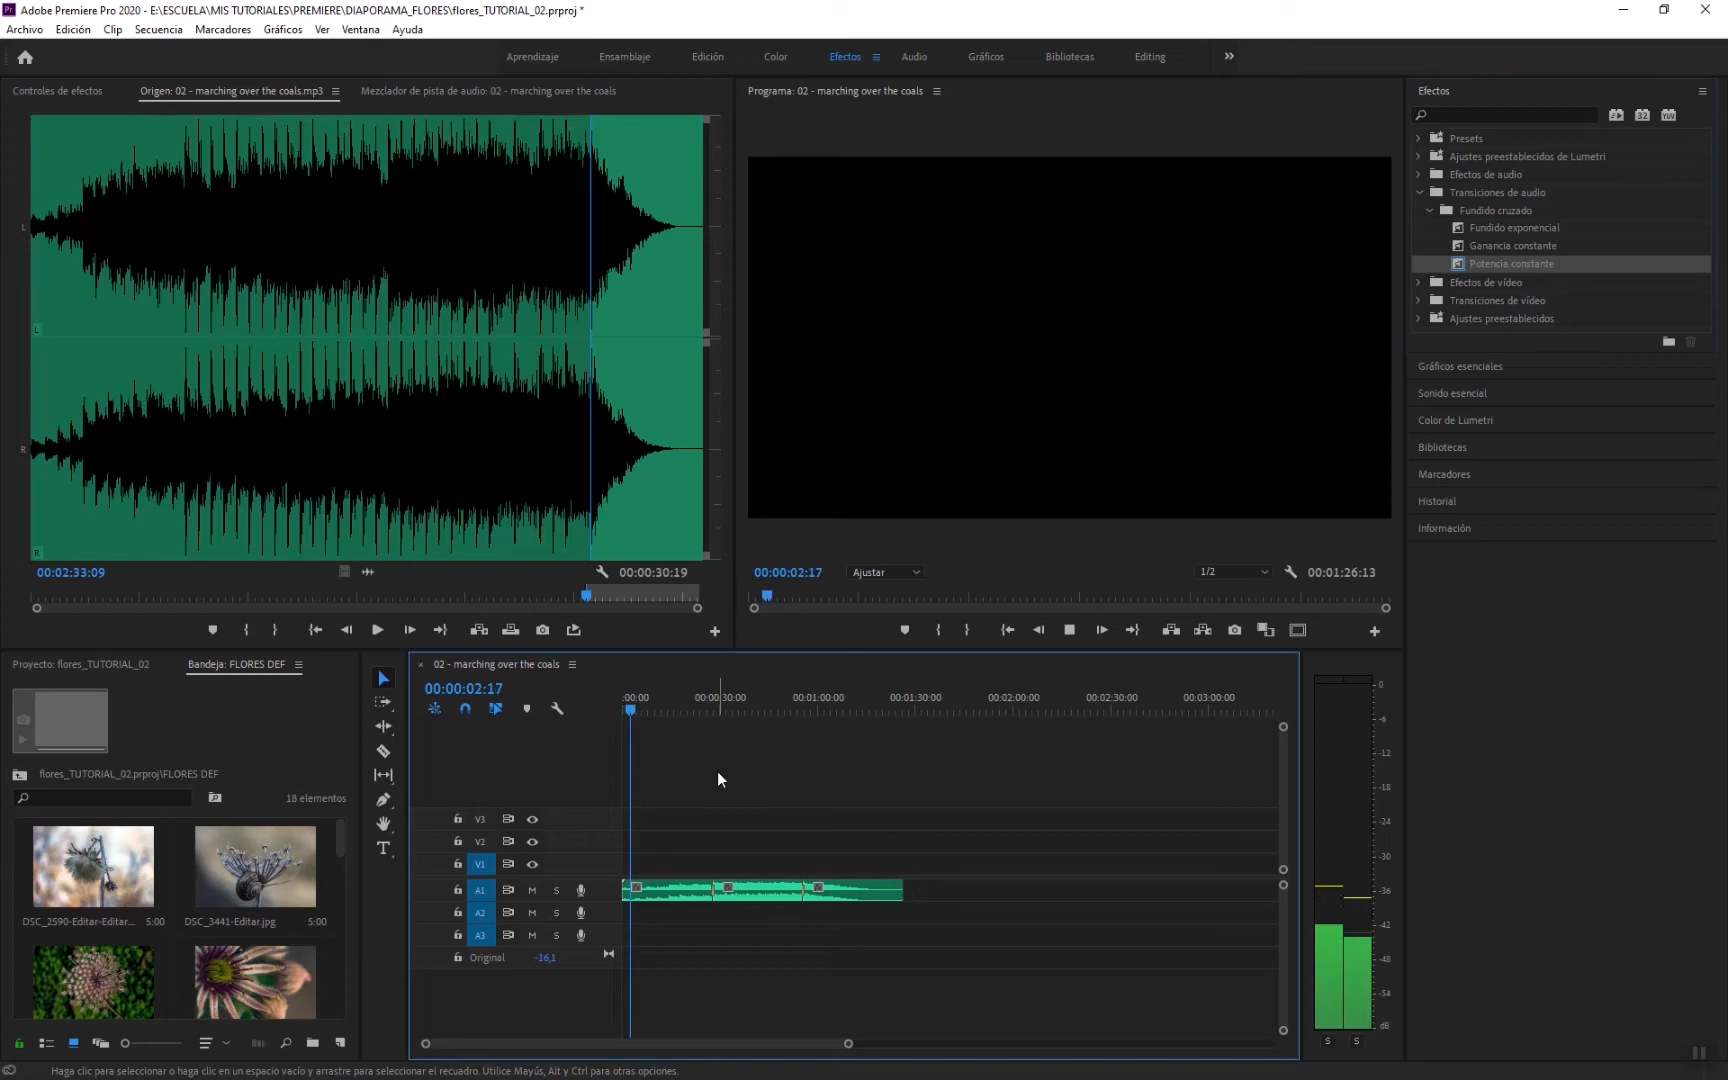 Adobe Premiere Pro 2020 - E:\ESCUELA\MIS TUTORIALES\PREMIERE\DIAPORAMA_FLORES\flores_TUTORIAL_02.prproj *
Archivo Edición Clip Secuencia Marcadores Gráficos Ver Ventana Ayuda
Aprendizaje Ensamblaje Edición Color Efectos Audio Gráficos Bibliotecas Editing
Controles de efectos Origen: 02 - marching over the coals.mp3 Mezclador de pista de audio: 02 - marching over the coals
Programa: 02 - marching over the coals
Efectos
Presets
Ajustes preestablecidos de Lumetri
Efectos de audio
Transiciones de audio
Fundido cruzado
Fundido exponencial
Ganancia constante
Potencia constante
Efectos de vídeo
Transiciones de vídeo
Ajustes preestablecidos
Gráficos esenciales
Sonido esencial
Color de Lumetri
Bibliotecas
Marcadores
Historial
Información
L
L
R
R
00:02:33:09 00:00:30:19
00:00:02:17 Ajustar 1/2 00:01:26:13
Proyecto: flores_TUTORIAL_02 Bandeja: FLORES DEF
flores_TUTORIAL_02.prproj\FLORES DEF
18 elementos
DSC_2590-Editar-Editar... 5:00 DSC_3441-Editar.jpg 5:00
02 - marching over the coals
00:00:02:17
:00:00 00:00:30:00 00:01:00:00 00:01:30:00 00:02:00:00 00:02:30:00 00:03:00:00
V3
V2
V1
A1 M S
A2 M S
A3 M S
Original -16,1
0
-6
-12
-18
-24
-30
-36
-42
-48
-54
dB
S S
Haga clic para seleccionar o haga clic en un espacio vacío y arrastre para seleccionar el recuadro. Utilice Mayús, Alt y Ctrl para otras opciones.